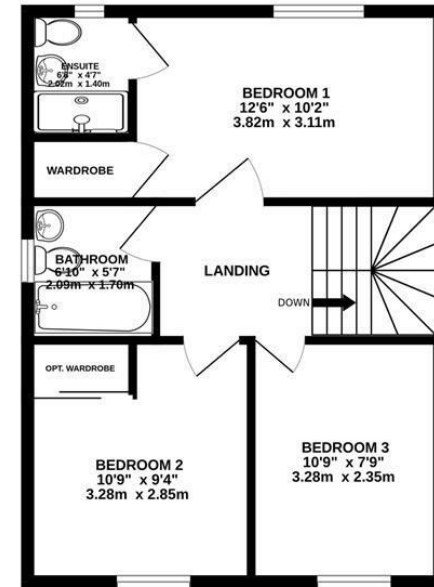 ENSUITE
6'8" x 4'7"
2.02m x 1.40m
BEDROOM 1
12'6" x 10'2"
3.82m x 3.11m
WARDROBE
BATHROOM
6'10" x 5'7"
2.09m x 1.70m
LANDING
DOWN
OPT. WARDROBE
BEDROOM 2
10'9" x 9'4"
3.28m x 2.85m
BEDROOM 3
10'9" x 7'9"
3.28m x 2.35m